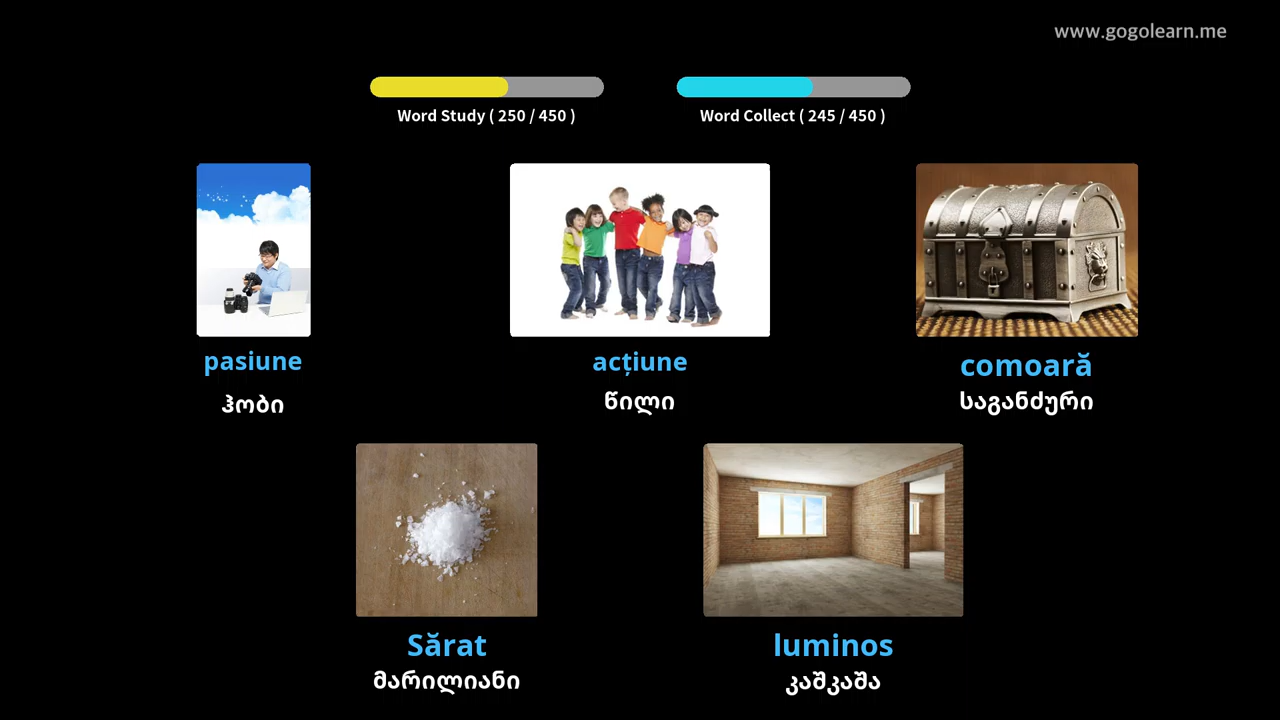 www.gogolearn.me
Word Study ( 250 / 450 )
Word Collect ( 245 / 450 )
pasiune
ჰობი
acțiune
წილი
comoară
საგანძური
Sărat
მარილიანი
luminos
კაშკაშა